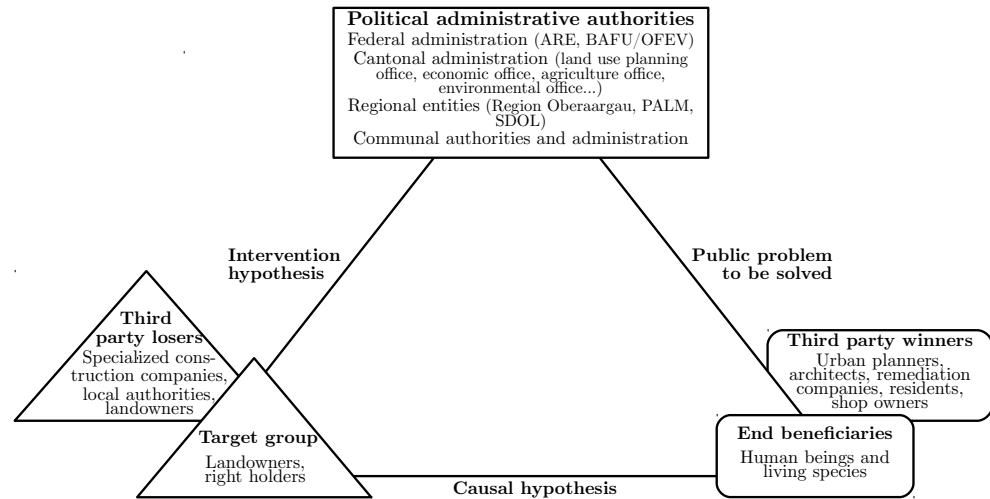 Political administrative authorities
Federal administration (ARE, BAFU/OFEV)
Cantonal administration (land use planning
office, economic office, agriculture office,
environmental office...)
Regional entities (Region Oberaargau, PALM,
SDOL)
Communal authorities and administration
Intervention
hypothesis
Public problem
to be solved
Third
party losers
Specialized cons-
truction companies,
local authorities,
landowners
Third party winners
Urban planners,
architects, remediation
companies, residents,
shop owners
Target group
Landowners,
right holders
End beneficiaries
Human beings and
living species
Causal hypothesis